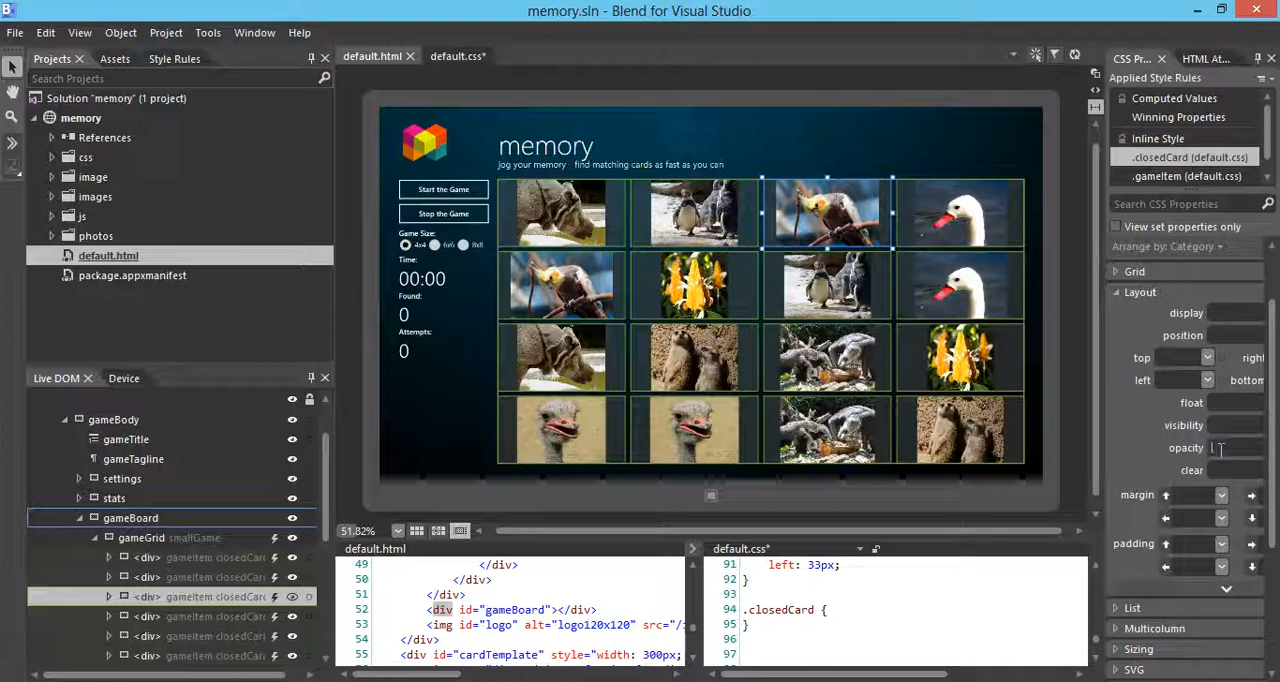 memory.sln - Blend for Visual Studio
File Edit View Object Project Tools Window Help
Projects Assets Style Rules
Search Projects
Solution "memory" (1 project)
memory
References
css
image
images
js
photos
default.html
package.appxmanifest
Live DOM Device
gameBody
gameTitle
gameTagline
settings
stats
gameBoard
gameGrid smallGame
<div> gameItem closedCard
<div> gameItem closedCard
<div> gameItem closedCard
<div> gameItem closedCard
<div> gameItem closedCard
<div> gameItem closedCard
default.html default.css*
memory
jog your memory - find matching cards as fast as you can
Start the Game
Stop the Game
Game Size:
4x4 6x6 8x8
Time:
00:00
Found:
0
Attempts:
0
51.82%
default.html
49 </div>
50 </div>
51 </div>
52 <div id="gameBoard"></div>
53 <img id="logo" alt="logo120x120" src="/i
54 </div>
55 <div id="cardTemplate" style="width: 300px;
default.css*
91 left: 33px;
92 }
93
94 .closedCard {
95 }
96
97
CSS Pr... HTML At...
Applied Style Rules
Computed Values
Winning Properties
Inline Style
.closedCard (default.css)
.gameItem (default.css)
Search CSS Properties
View set properties only
Arrange by: Category
Grid
Layout
display
position
top right
left bottom
float
visibility
opacity
clear
margin
padding
List
Multicolumn
Sizing
SVG